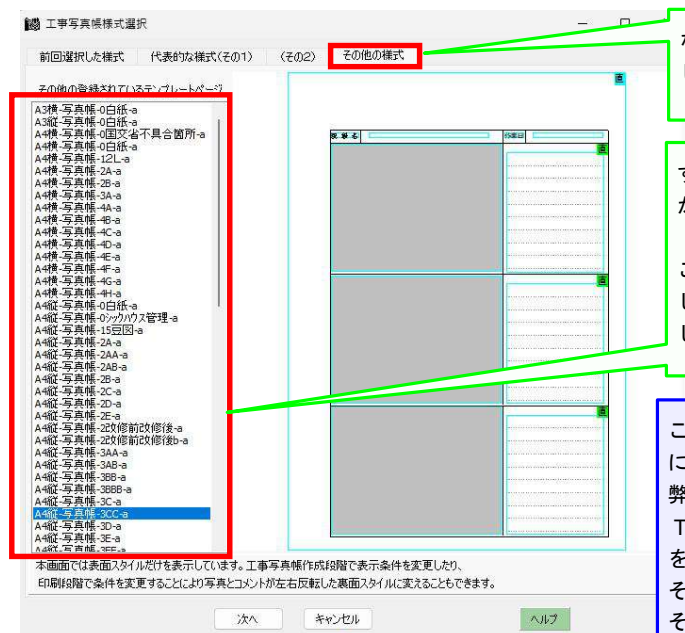 工事写真帳様式選択
前回選択した様式 代表的な様式(その1) (その2) その他の様式
その他の登録されているテンプレートページ
A3横-写真帳-0白紙-a
A3縦-写真帳-0白紙-a
A4横-写真帳-0国交省不具合箇所-a
A4横-写真帳-0白紙-a
A4横-写真帳-12L-a
A4横-写真帳-2A-a
A4横-写真帳-2B-a
A4横-写真帳-3A-a
A4横-写真帳-4A-a
A4横-写真帳-4B-a
A4横-写真帳-4C-a
A4横-写真帳-4D-a
A4横-写真帳-4E-a
A4横-写真帳-4F-a
A4横-写真帳-4G-a
A4横-写真帳-4H-a
A4縦-写真帳-0白紙-a
A4縦-写真帳-0シックハウス管理-a
A4縦-写真帳-15豆図-a
A4縦-写真帳-2A-a
A4縦-写真帳-2AA-a
A4縦-写真帳-2AB-a
A4縦-写真帳-2B-a
A4縦-写真帳-2C-a
A4縦-写真帳-2D-a
A4縦-写真帳-2E-a
A4縦-写真帳-2改修前改修後-a
A4縦-写真帳-2改修前改修後b-a
A4縦-写真帳-3AA-a
A4縦-写真帳-3AB-a
A4縦-写真帳-3BB-a
A4縦-写真帳-3BBB-a
A4縦-写真帳-3C-a
A4縦-写真帳-3CC-a
A4縦-写真帳-3D-a
A4縦-写真帳-3E-a
A4縦-写真帳-3EE-a
直
作業日
直
直
直
本画面では表面スタイルだけを表示しています。工事写真帳作成段階で表示条件を変更したり、
印刷段階で条件を変更することにより写真とコメントが左右反転した裏面スタイルに変えることもできます。
次へ キャンセル ヘルプ
す
か
こ
し
し
こ
に
弊
T
を
そ
そ